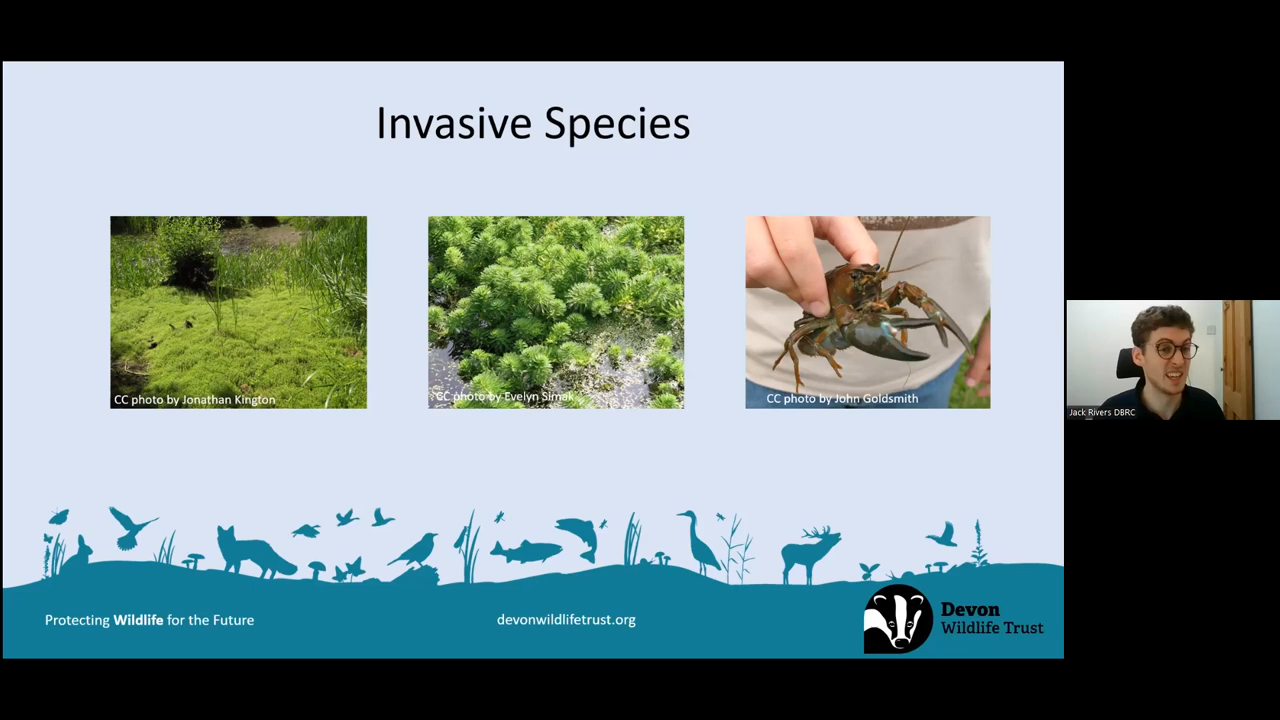 Invasive Species
CC photo by Jonathan Kington
CC photo by Evelyn Simak
CC photo by John Goldsmith
Jack Rivers DBRC
Protecting Wildlife for the Future
devonwildlifetrust.org
Devon
Wildlife Trust